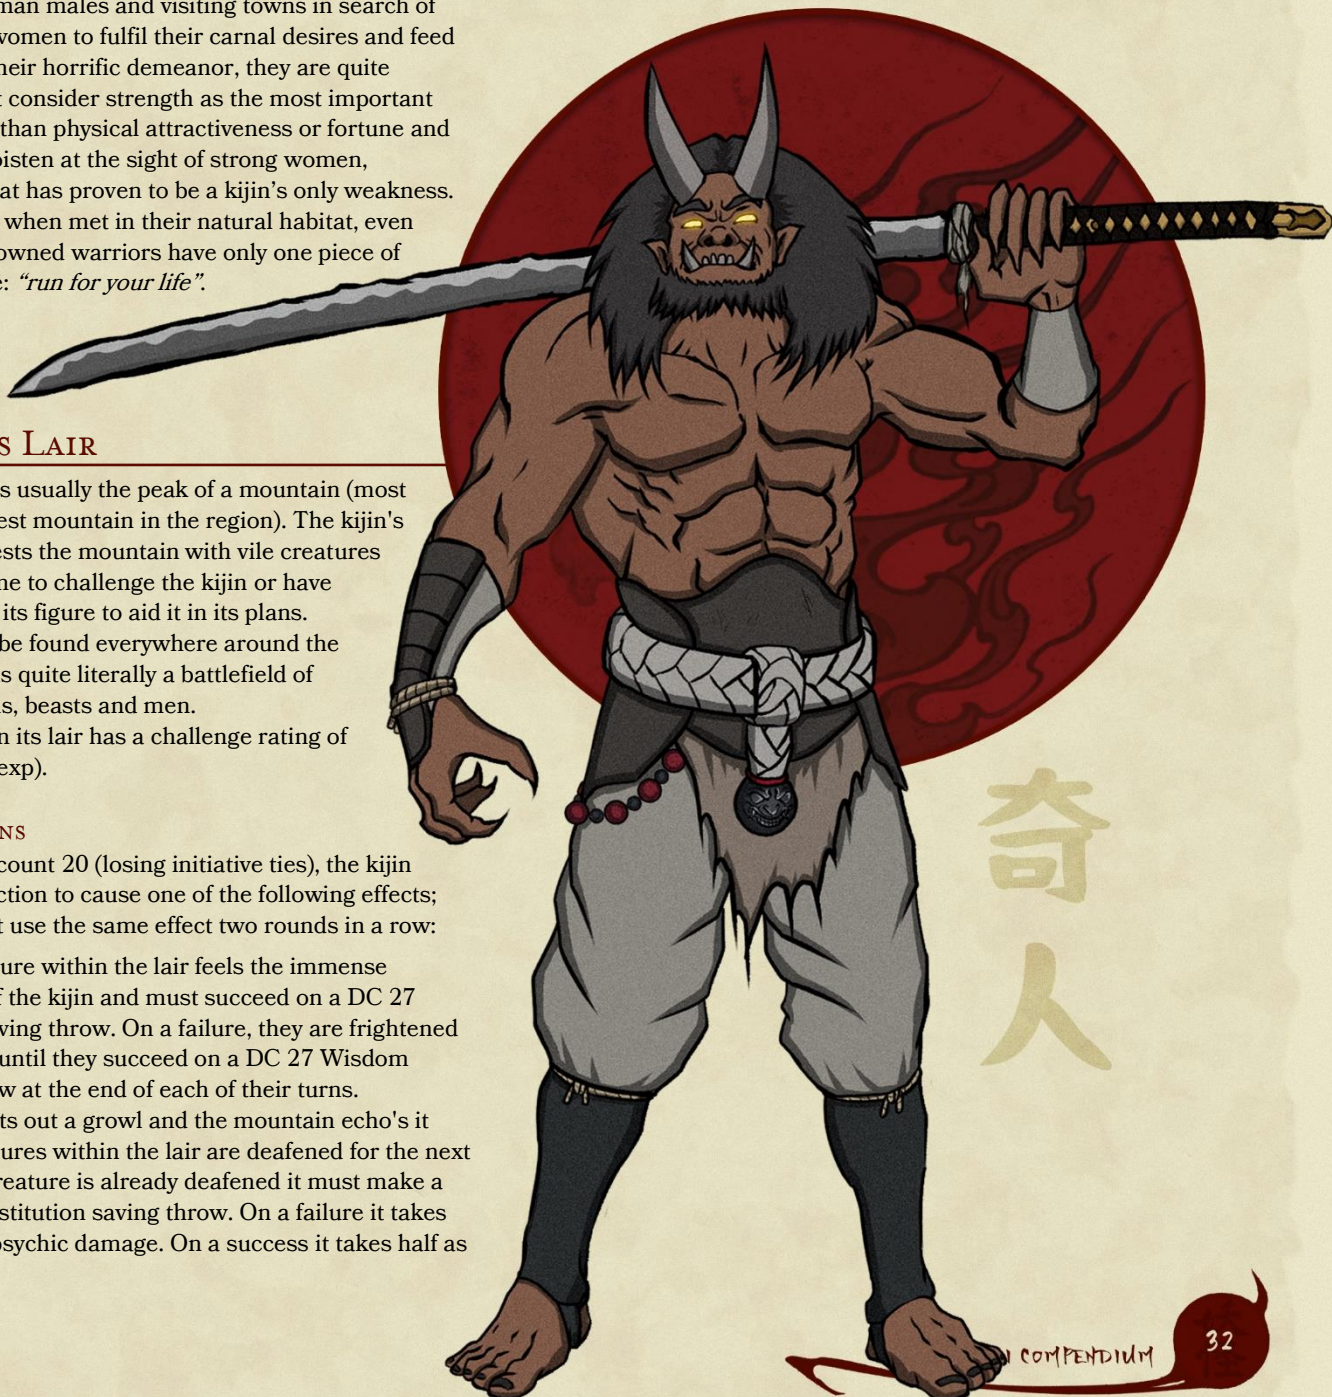 man males and visiting towns in search of
women to fulfil their carnal desires and feed
heir horrific demeanor, they are quite
t consider strength as the most important
than physical attractiveness or fortune and
oisten at the sight of strong women,
at has proven to be a kijin's only weakness.
when met in their natural habitat, even
owned warriors have only one piece of
e: "run for your life".
s Lair
s usually the peak of a mountain (most
est mountain in the region). The kijin's
ests the mountain with vile creatures
ne to challenge the kijin or have
its figure to aid it in its plans.
be found everywhere around the
s quite literally a battlefield of
s, beasts and men.
n its lair has a challenge rating of
exp).
ns
count 20 (losing initiative ties), the kijin
ction to cause one of the following effects;
t use the same effect two rounds in a row:
ure within the lair feels the immense
f the kijin and must succeed on a DC 27
ving throw. On a failure, they are frightened
until they succeed on a DC 27 Wisdom
w at the end of each of their turns.
ts out a growl and the mountain echo's it
tures within the lair are deafened for the next
reature is already deafened it must make a
stitution saving throw. On a failure it takes
psychic damage. On a success it takes half as
奇
人
I COMPENDIUM
32